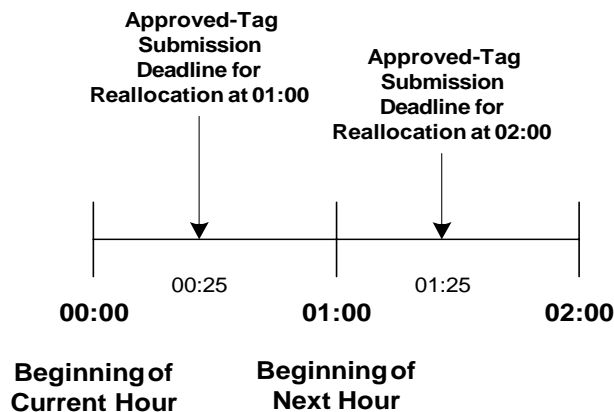 Approved-Tag
Submission
Deadline for
Reallocation at 01:00
Approved-Tag
Submission
Deadline for
Reallocation at 02:00
00:25
01:25
00:00
01:00
02:00
Beginning of
Current Hour
Beginning of
Next Hour